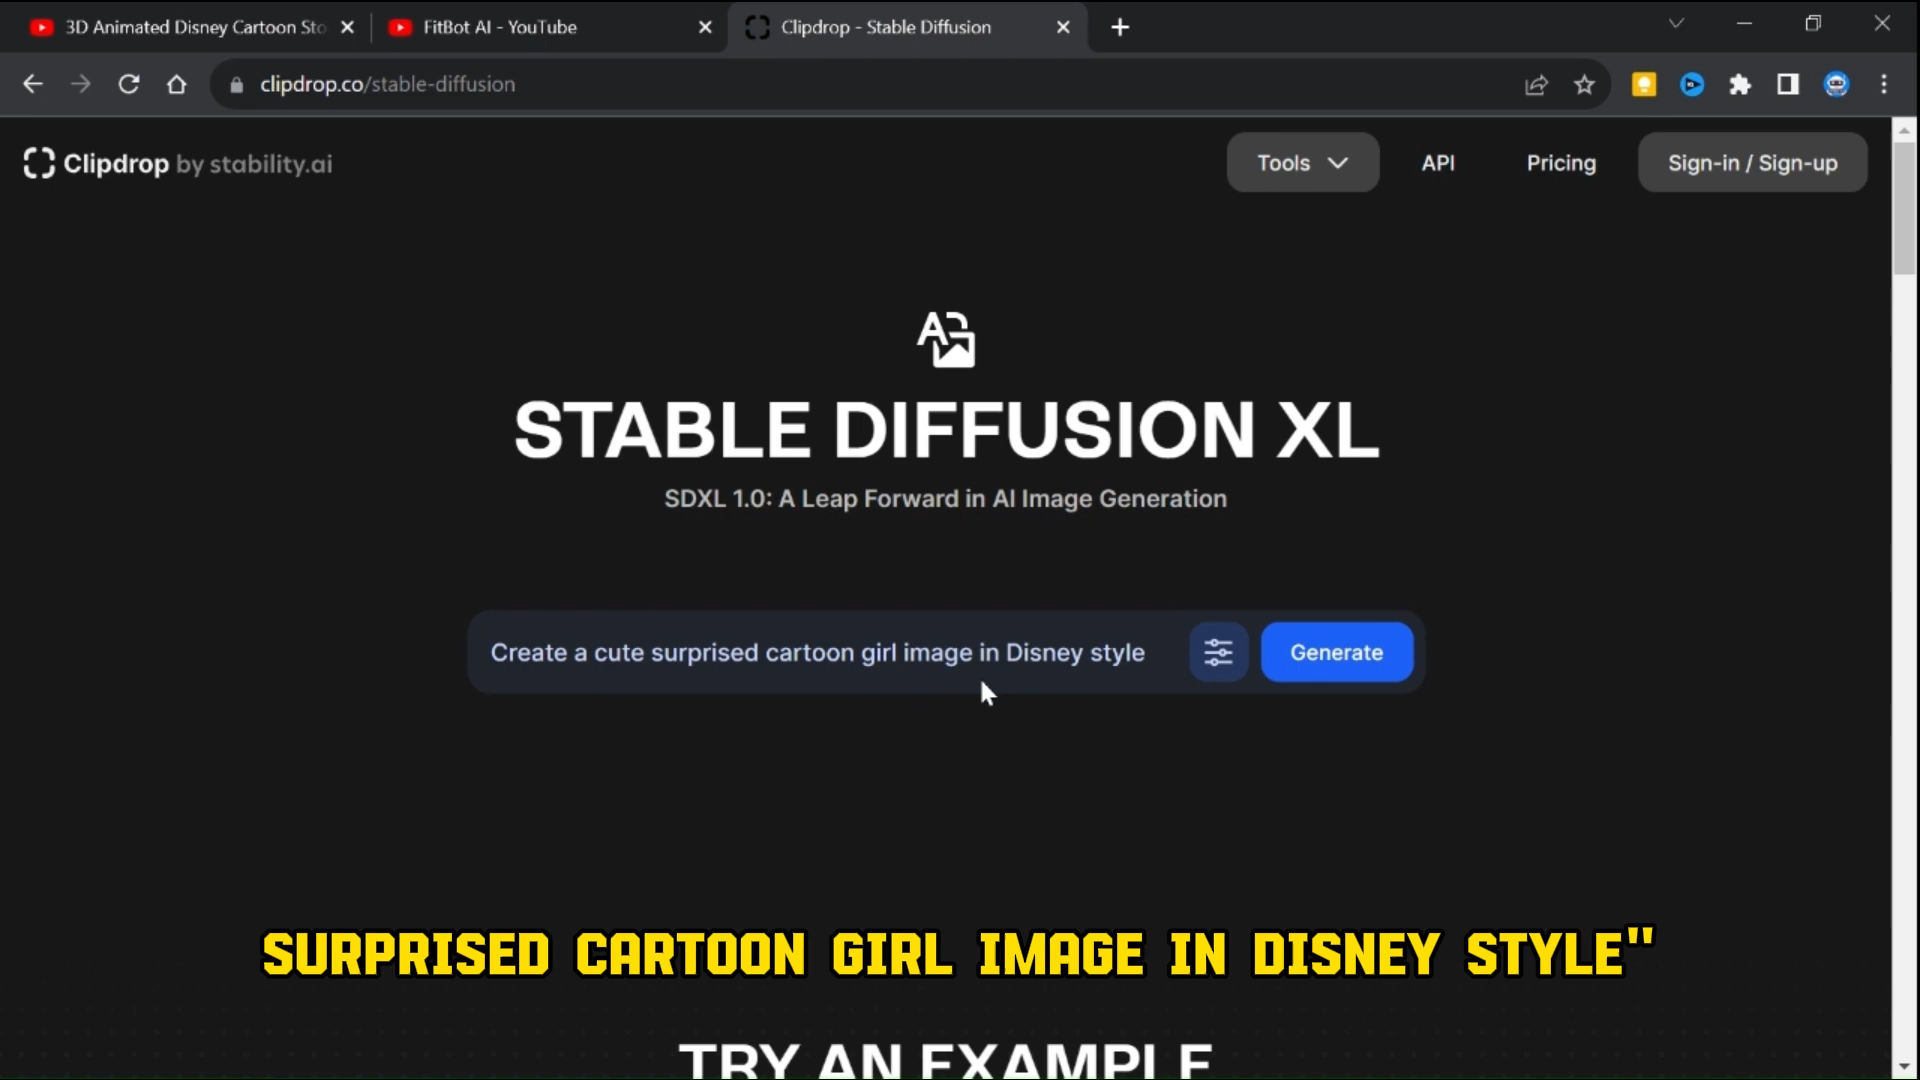 3D Animated Disney Cartoon Sto
FitBot AI - YouTube
Clipdrop - Stable Diffusion
clipdrop.co/stable-diffusion
Clipdrop by stability.ai
Tools
API
Pricing
Sign-in / Sign-up
STABLE DIFFUSION XL
SDXL 1.0: A Leap Forward in AI Image Generation
Create a cute surprised cartoon girl image in Disney style
Generate
SURPRISED CARTOON GIRL IMAGE IN DISNEY STYLE"
TRY AN EXAMPLE